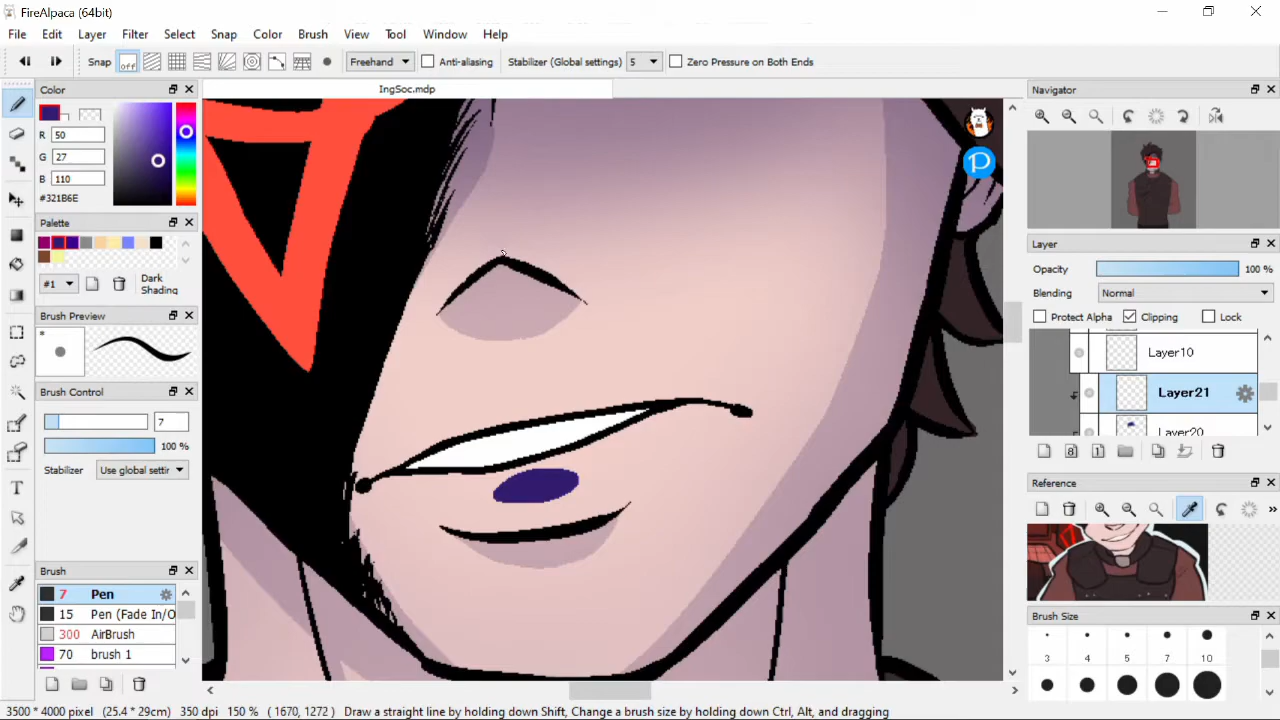 FireAlpaca (64bit)
File Edit Layer Filter Select Snap Color Brush View Tool Window Help
Snap off Freehand Anti-aliasing Stabilizer (Global settings) 5 Zero Pressure on Both Ends
Color
IngSoc.mdp
Navigator
R 50
G 27
B 110
#321B6E
Palette
#1 Dark
Shading
Layer
Opacity 100 %
Blending Normal
Protect Alpha Clipping Lock
Layer10
Layer21
Layer20
Brush Preview
Brush Control
7
100 %
Stabilizer Use global settir
Reference
Brush
7 Pen
15 Pen (Fade In/O
300 AirBrush
70 brush 1
Brush Size
3 4 5 7 10
3500 * 4000 pixel (25.4 * 29cm) 350 dpi 150 % ( 1670, 1272 ) Draw a straight line by holding down Shift, Change a brush size by holding down Ctrl, Alt, and dragging